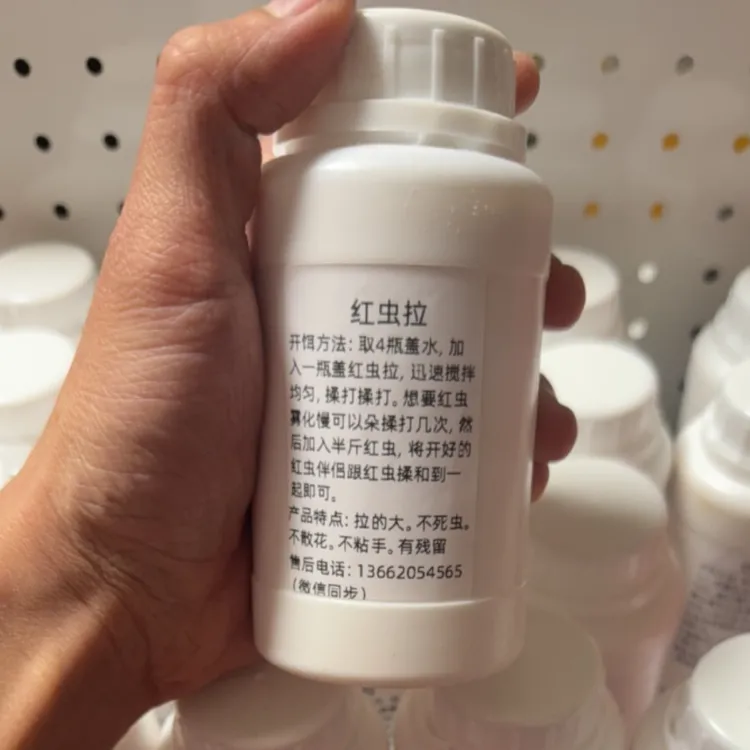 红虫拉
开饵方法：取4瓶盖水，加
入一瓶盖红虫拉，迅速搅拌
均匀，揉打揉打。想要红虫
雾化慢可以朵揉打几次，然
后加入半斤红虫，将开好的
红虫伴侣跟红虫揉和到一
起即可。
产品特点：拉的大。不死虫。
不散花。不粘手。有残留
售后电话：13662054565
（微信同步）